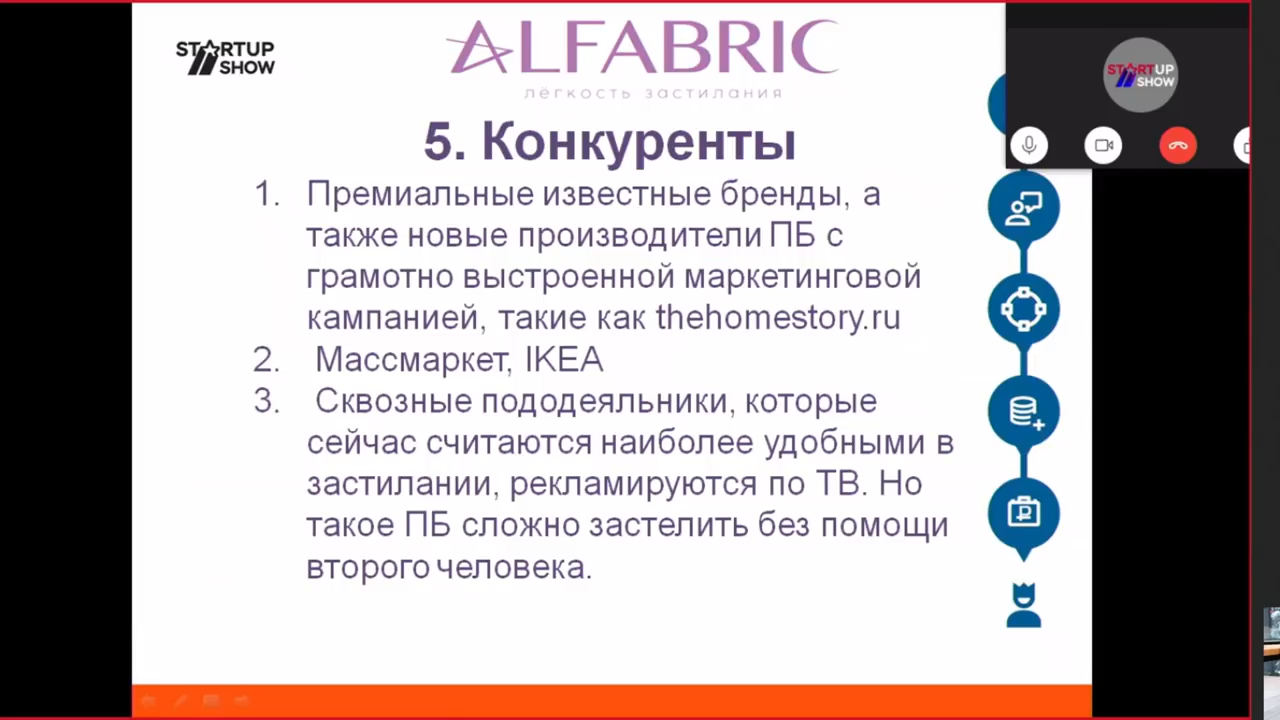 STARTUP
SHOW
ALFABRIC
лёгкость застилания
START UP
SHOW
5. Конкуренты
1. Премиальные известные бренды, а
также новые производители ПБ с
грамотно выстроенной маркетинговой
кампанией, такие как thehomestory.ru
2. Массмаркет, IKEA
3. Сквозные пододеяльники, которые
сейчас считаются наиболее удобными в
застилании, рекламируются по ТВ. Но
такое ПБ сложно застелить без помощи
второго человека.